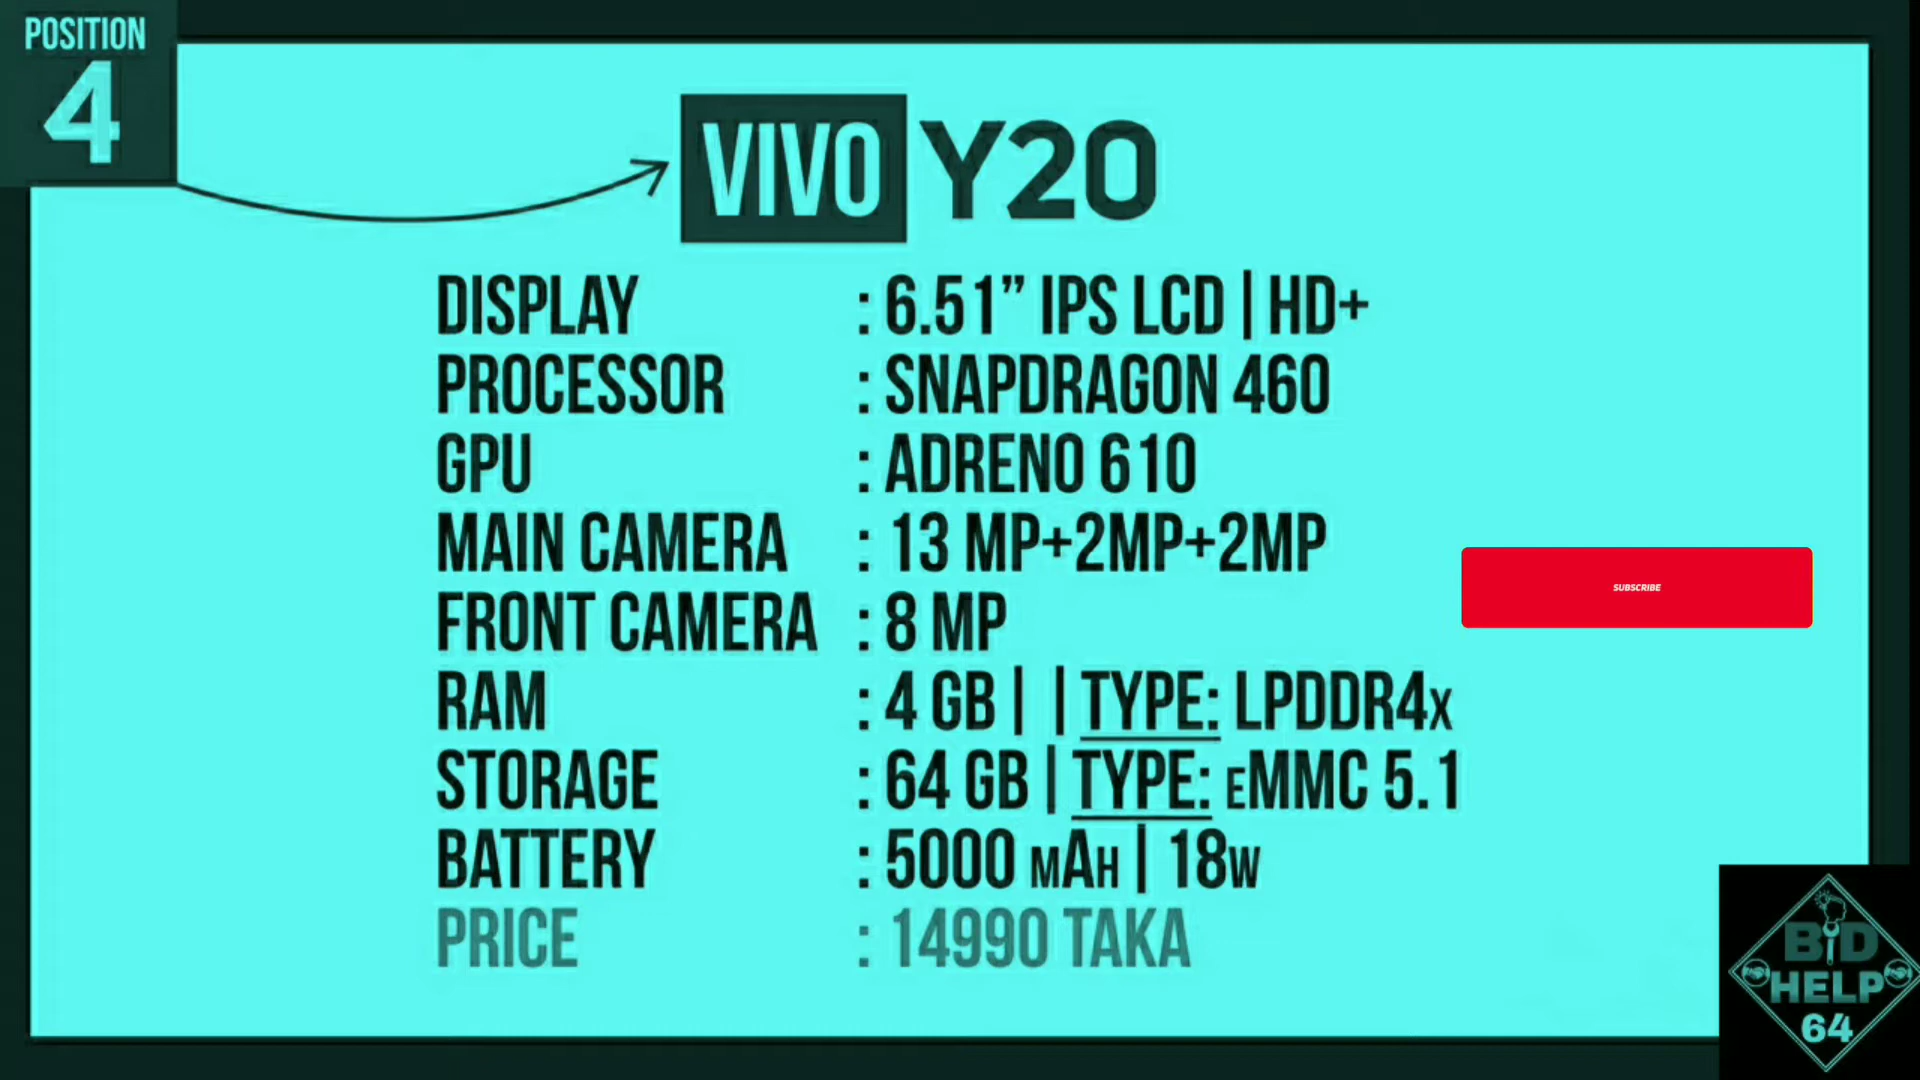 POSITION
4
VIVO Y20
DISPLAY : 6.51” IPS LCD | HD+
PROCESSOR : SNAPDRAGON 460
GPU : ADRENO 610
MAIN CAMERA : 13 MP+2MP+2MP
FRONT CAMERA : 8 MP
SUBSCRIBE
RAM : 4 GB | | TYPE: LPDDR4X
STORAGE : 64 GB | TYPE: eMMC 5.1
BATTERY : 5000 MAH | 18W
PRICE : 14990 TAKA
BD
HELP
64